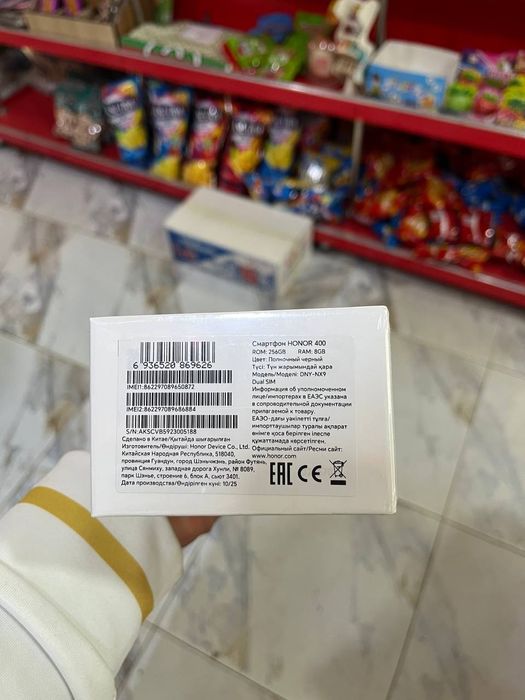 6 936520 869626
IMEI1:862297089650872
IMEI2:862297089686884
S/N:AKSCVB5923005188
Сделано в Китае/Қытайда шығарылған
Изготовитель/Өндіруші: Honor Device Co., Ltd.
Китайская Народная Республика, 518040,
провинция Гуандун, город Шэньчжэнь, район Футянь,
улица Сянмиху, западная дорога Хунли, № 8089,
парк Шэнье, строение 6, блок А, сьют 3401.
Дата производства/Өндірілген күні: 10/25
Смартфон HONOR 400
ROM: 256GB RAM: 8GB
Цвет: Полночный черный
Түсі: Түн жарымындай қара
Модель/Моделі: DNY-NX9
Dual SIM
Информация об уполномоченном
лице/импортерах в ЕАЭС указана
в сопроводительной документации
прилагаемой к товару.
ЕАЭО-дағы уәкілетті тұлға/
импорттаушылар туралы ақпарат
өнімге қоса берілген ілеспе
құжаттамада көрсетілген.
Официальный сайт/Ресми сайт:
www.honor.com
EAC CE